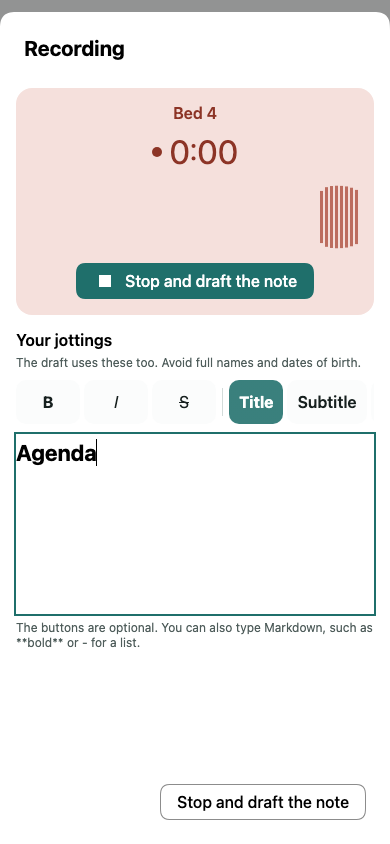 Recording
Bed 4
0:00
Stop and draft the note
Your jottings
The draft uses these too. Avoid full names and dates of birth.
B I S Title Subtitle
Agenda
The buttons are optional. You can also type Markdown, such as
**bold** or - for a list.
Stop and draft the note